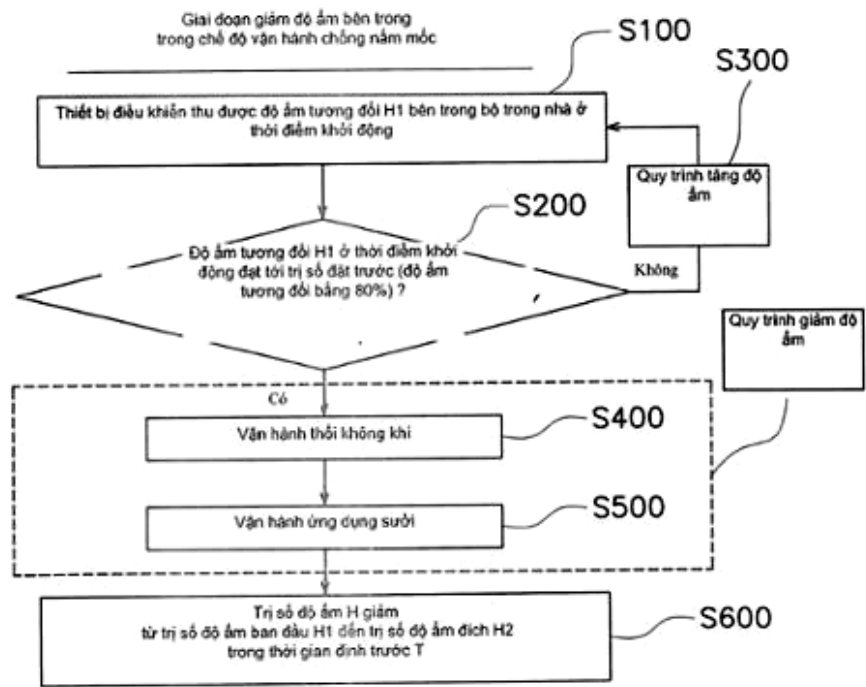 Giai đoạn giảm độ ẩm bên trong
trong chế độ vận hành chống nấm mốc
S100
S300
Thiết bị điều khiển thu được độ ẩm tương đối H1 bên trong bộ trong nhà ở
thời điểm khởi động
Quy trình tăng độ
ẩm
S200
Độ ẩm tương đối H1 ở thời điểm khởi
động đạt tới trị số đặt trước (độ ẩm
tương đối bằng 80%) ?
Không
Quy trình giảm độ
ẩm
Có
Vận hành thổi không khí
S400
Vận hành ứng dụng sưởi
S500
Trị số độ ẩm H giảm
từ trị số độ ẩm ban đầu H1 đến trị số độ ẩm đích H2
trong thời gian định trước T
S600